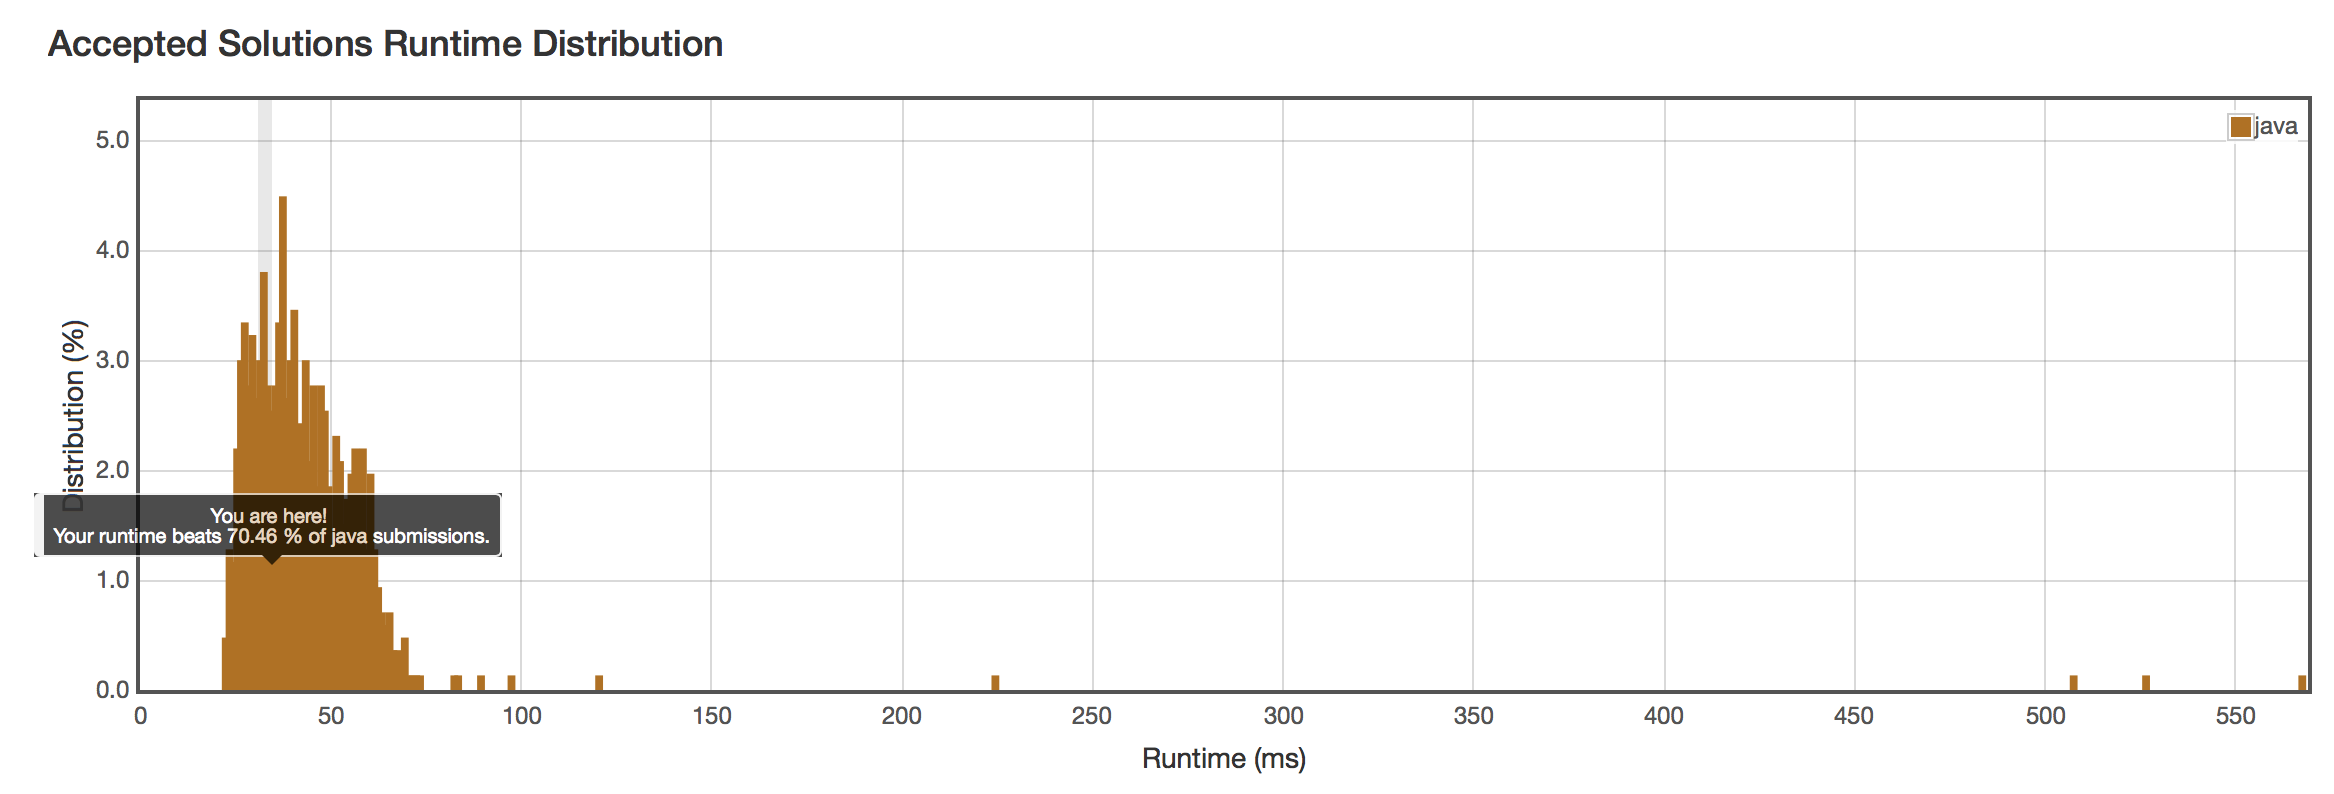 Accepted Solutions Runtime Distribution
java
Distribution (%)
5.0
4.0
3.0
2.0
1.0
0.0
You are here!
Your runtime beats 70.46 % of java submissions.
0 50 100 150 200 250 300 350 400 450 500 550
Runtime (ms)